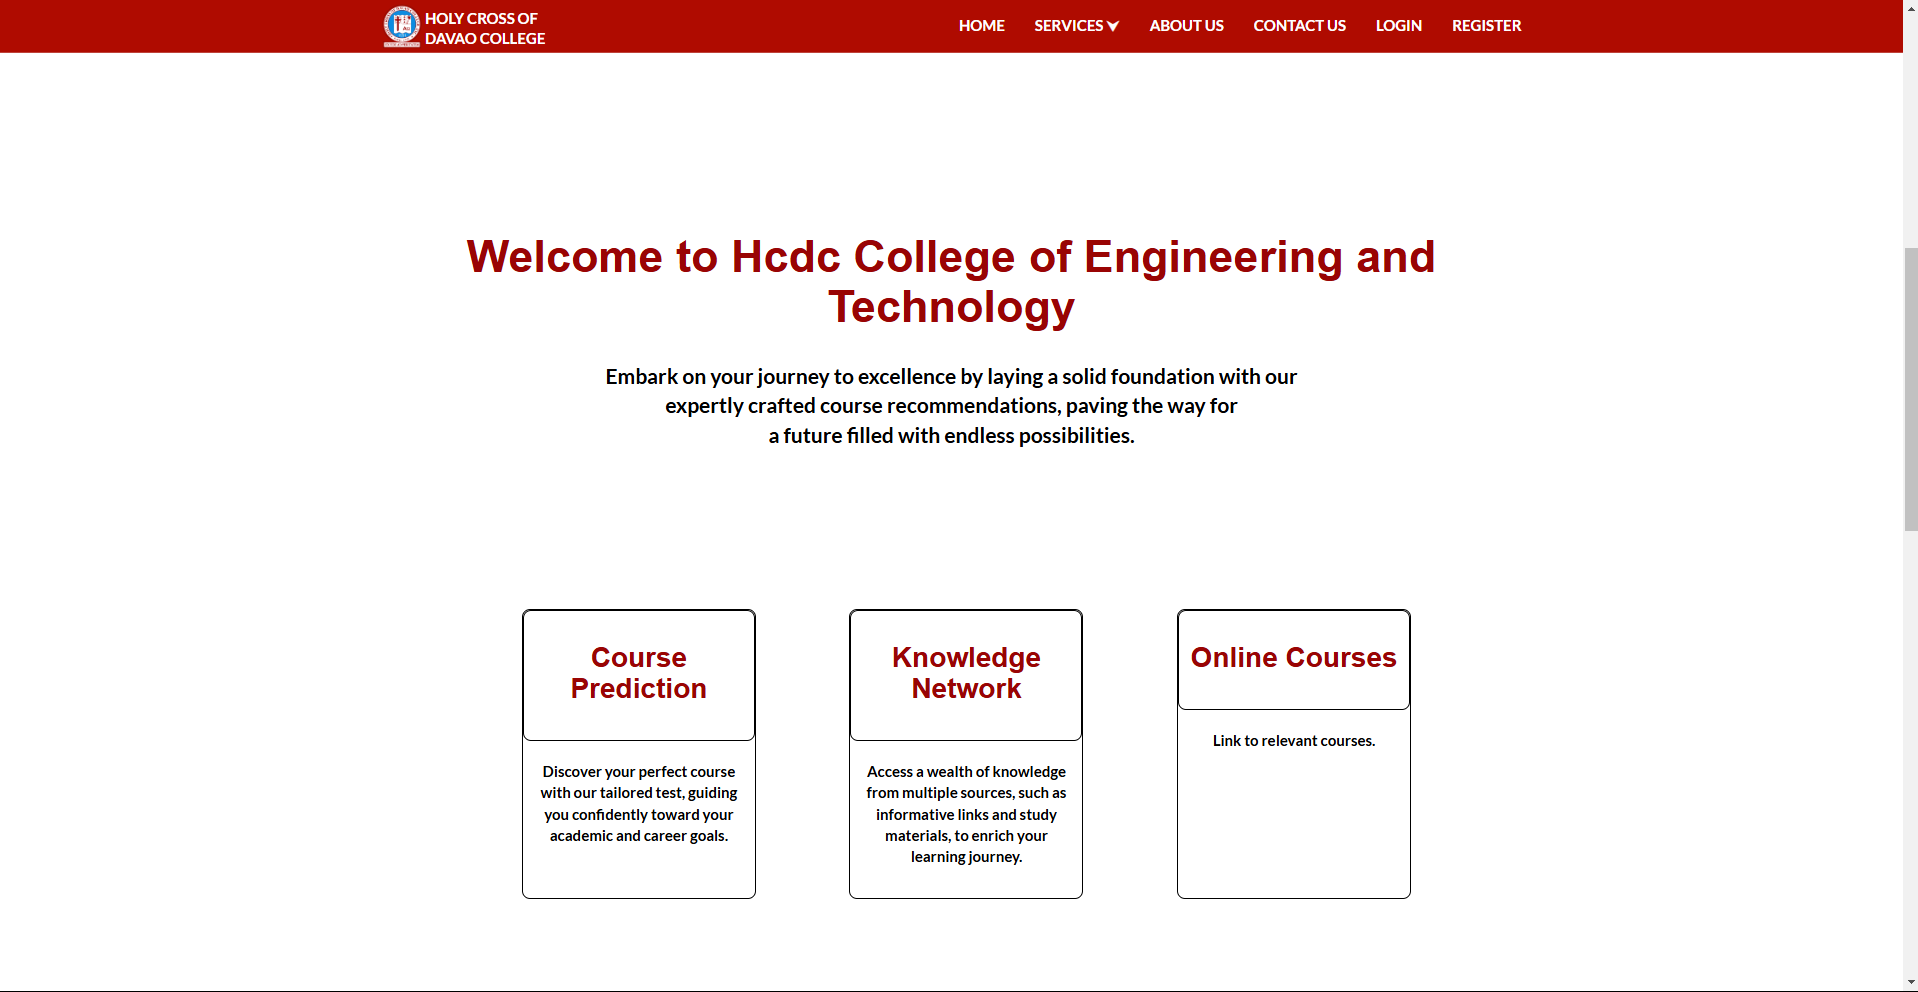 HOLY CROSS OF
DAVAO COLLEGE
HOME SERVICES ABOUT US CONTACT US LOGIN REGISTER
Welcome to Hcdc College of Engineering and
Technology
Embark on your journey to excellence by laying a solid foundation with our
expertly crafted course recommendations, paving the way for
a future filled with endless possibilities.
Course
Prediction
Discover your perfect course
with our tailored test, guiding
you confidently toward your
academic and career goals.
Knowledge
Network
Access a wealth of knowledge
from multiple sources, such as
informative links and study
materials, to enrich your
learning journey.
Online Courses
Link to relevant courses.